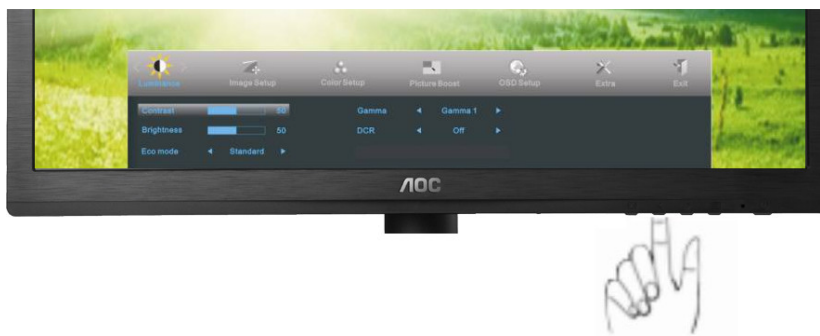 Luminance
Image Setup
Color Setup
Picture Boost
OSD Setup
Extra
Exit
Contrast 50 Gamma Gamma 1
Brightness 50 DCR Off
Eco mode Standard
AOC